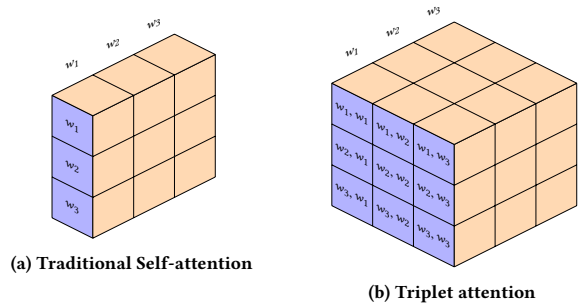 w₁ w₂ w₃
w₁
w₂
w₃
(a) Traditional Self-attention
w₁ w₂ w₃
w₁, w₁ w₁, w₂ w₁, w₃
w₂, w₁ w₂, w₂ w₂, w₃
w₃, w₁ w₃, w₂ w₃, w₃
(b) Triplet attention